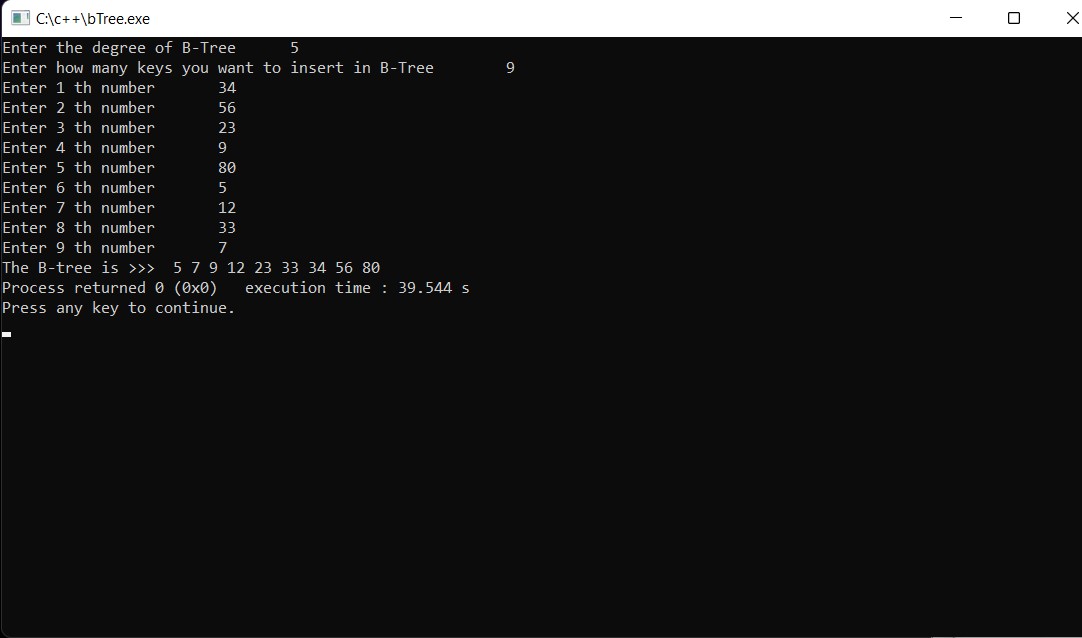 C:\c++\bTree.exe
Enter the degree of B-Tree      5
Enter how many keys you want to insert in B-Tree        9
Enter 1 th number       34
Enter 2 th number       56
Enter 3 th number       23
Enter 4 th number       9
Enter 5 th number       80
Enter 6 th number       5
Enter 7 th number       12
Enter 8 th number       33
Enter 9 th number       7
The B-tree is >>>  5 7 9 12 23 33 34 56 80
Process returned 0 (0x0)   execution time : 39.544 s
Press any key to continue.